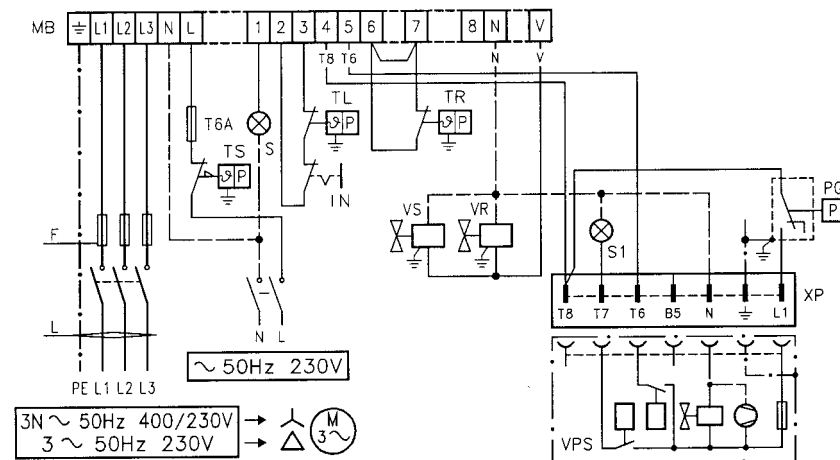 MB ⏚ L1 L2 L3 N L 1 2 3 4 5 6 7 8 N V
T8 T6 N V
T6A S TL TR
ϑ P ϑ P
TS
ϑ P
IN
F
VS VR
S1
P
L
N L
T8 T7 T6 B5 N ⏚ L1 XP
~ 50Hz 230V
PE L1 L2 L3
3N ~ 50Hz 400/230V
3 ~ 50Hz 230V
M
3~
VPS